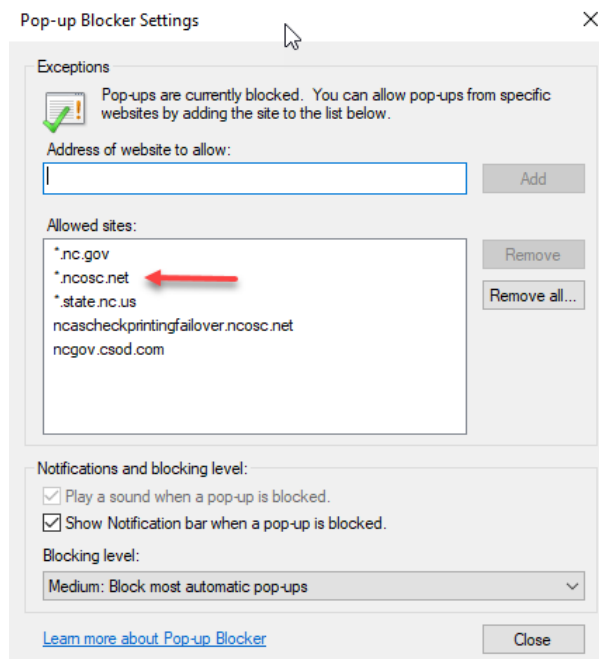 Pop-up Blocker Settings
Exceptions
Pop-ups are currently blocked. You can allow pop-ups from specific
websites by adding the site to the list below.
Address of website to allow:
Add
Allowed sites:
*.nc.gov
*.ncosc.net
*.state.nc.us
ncascheckprintingfailover.ncosc.net
ncgov.csod.com
Remove
Remove all...
Notifications and blocking level:
Play a sound when a pop-up is blocked.
Show Notification bar when a pop-up is blocked.
Blocking level:
Medium: Block most automatic pop-ups
Learn more about Pop-up Blocker
Close